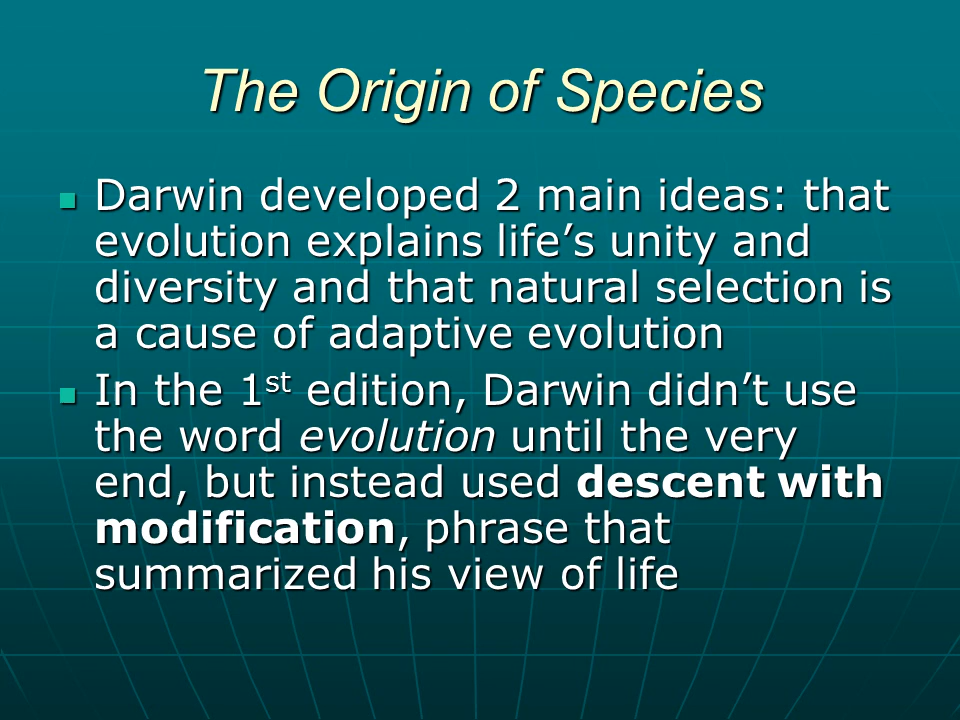 The Origin of Species
Darwin developed 2 main ideas: that
evolution explains life’s unity and
diversity and that natural selection is
a cause of adaptive evolution
In the 1st edition, Darwin didn’t use
the word evolution until the very
end, but instead used descent with
modification, phrase that
summarized his view of life